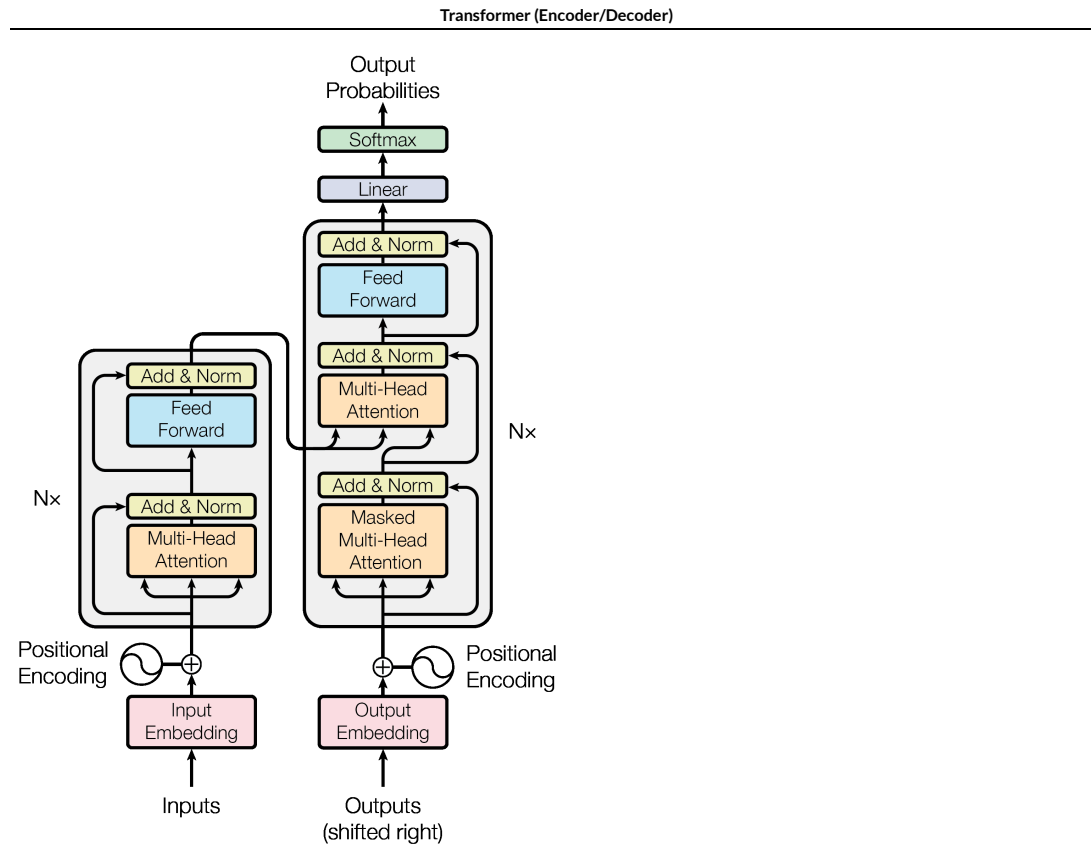 Transformer (Encoder/Decoder)
Output
Probabilities
Softmax
Linear
Add & Norm
Feed
Forward
Add & Norm
Multi-Head
Attention
Nx
Add & Norm
Masked
Multi-Head
Attention
Add & Norm
Feed
Forward
Nx
Add & Norm
Multi-Head
Attention
Positional
Encoding
Positional
Encoding
Input
Embedding
Output
Embedding
Inputs
Outputs
(shifted right)